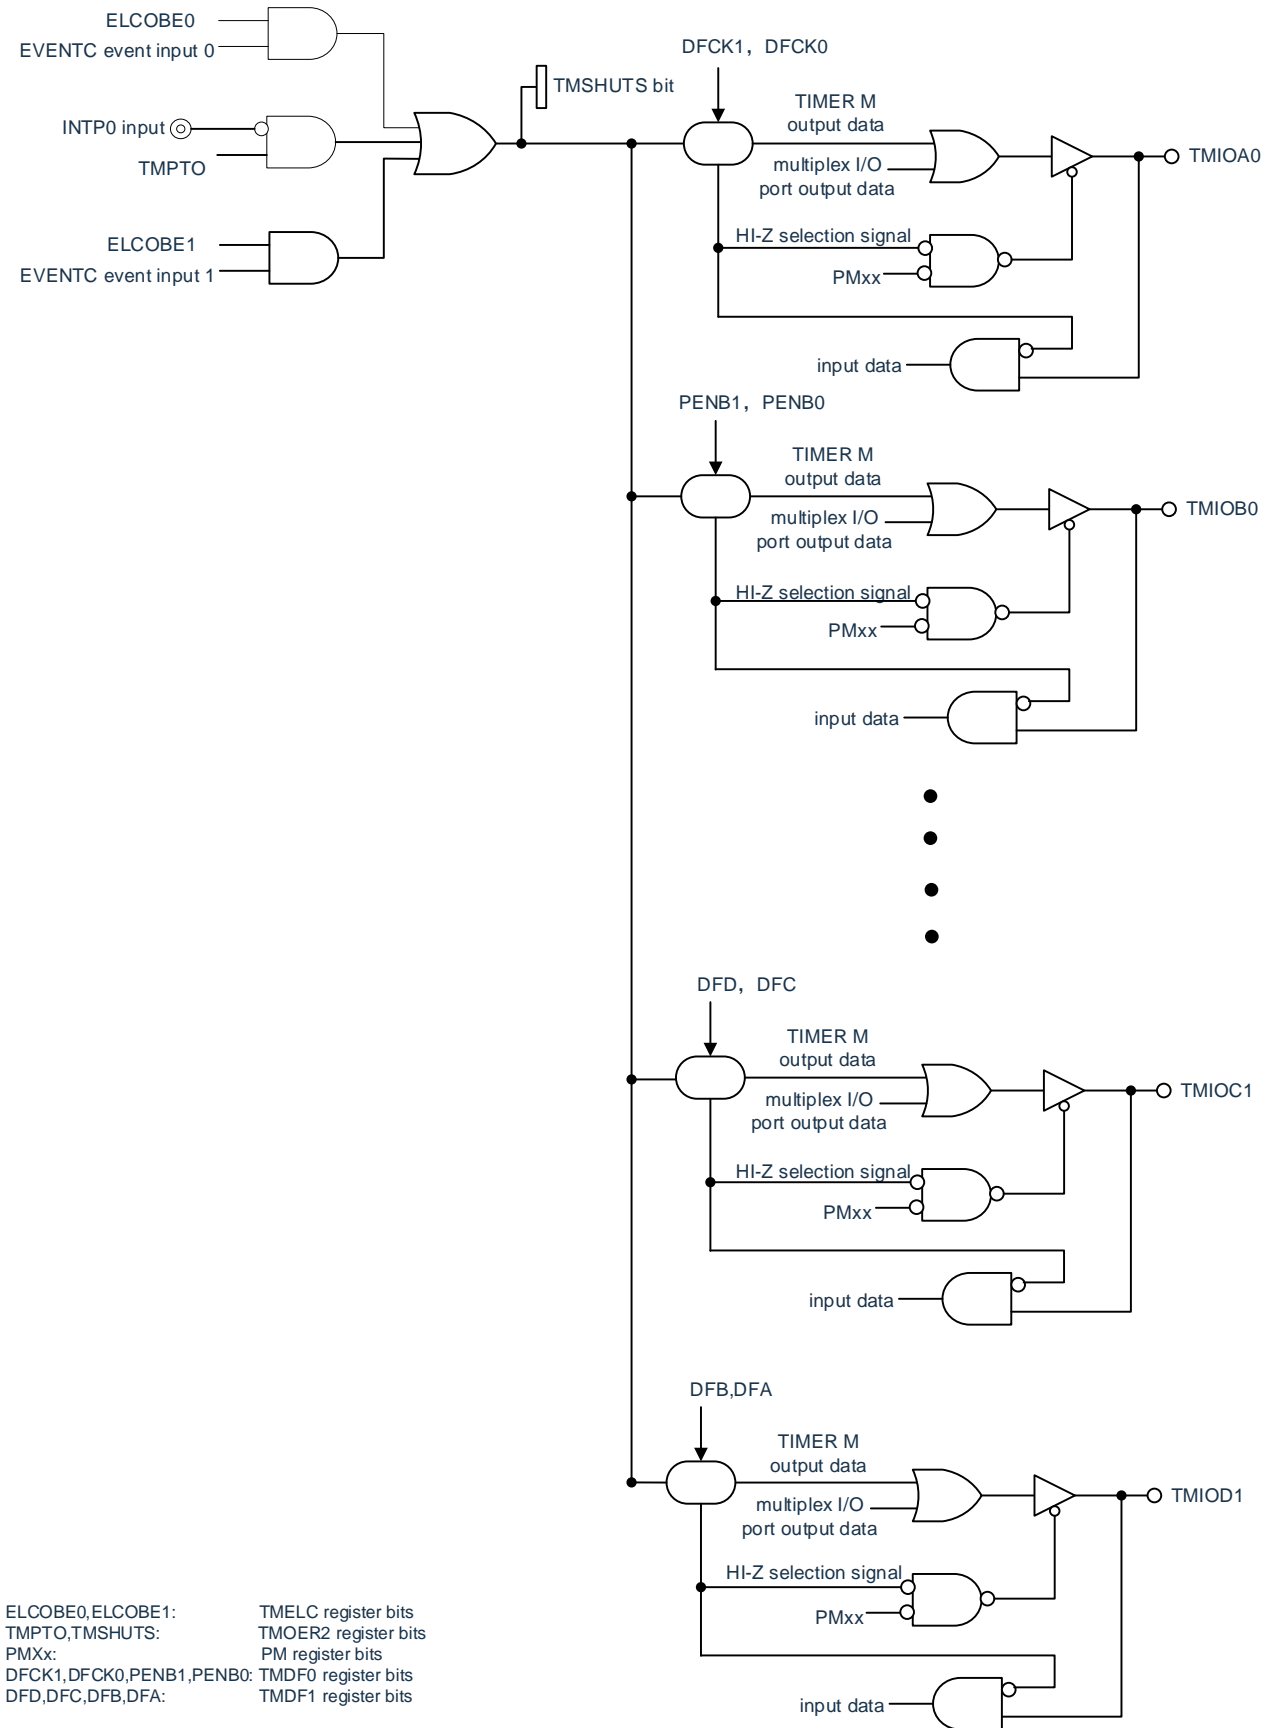 ELCOBE0
EVENTC event input 0
INTP0 input
TMPTO
ELCOBE1
EVENTC event input 1
TMSHUTS bit
DFCK1，DFCK0
TIMER M
output data
multiplex I/O
port output data
HI-Z selection signal
PMxx
input data
TMIOA0
PENB1，PENB0
TIMER M
output data
multiplex I/O
port output data
HI-Z selection signal
PMxx
input data
TMIOB0
DFD，DFC
TIMER M
output data
multiplex I/O
port output data
HI-Z selection signal
PMxx
input data
TMIOC1
DFB,DFA
TIMER M
output data
multiplex I/O
port output data
HI-Z selection signal
PMxx
input data
TMIOD1
ELCOBE0,ELCOBE1: TMELC register bits
TMPTO,TMSHUTS: TMOER2 register bits
PMXx: PM register bits
DFCK1,DFCK0,PENB1,PENB0: TMDF0 register bits
DFD,DFC,DFB,DFA: TMDF1 register bits